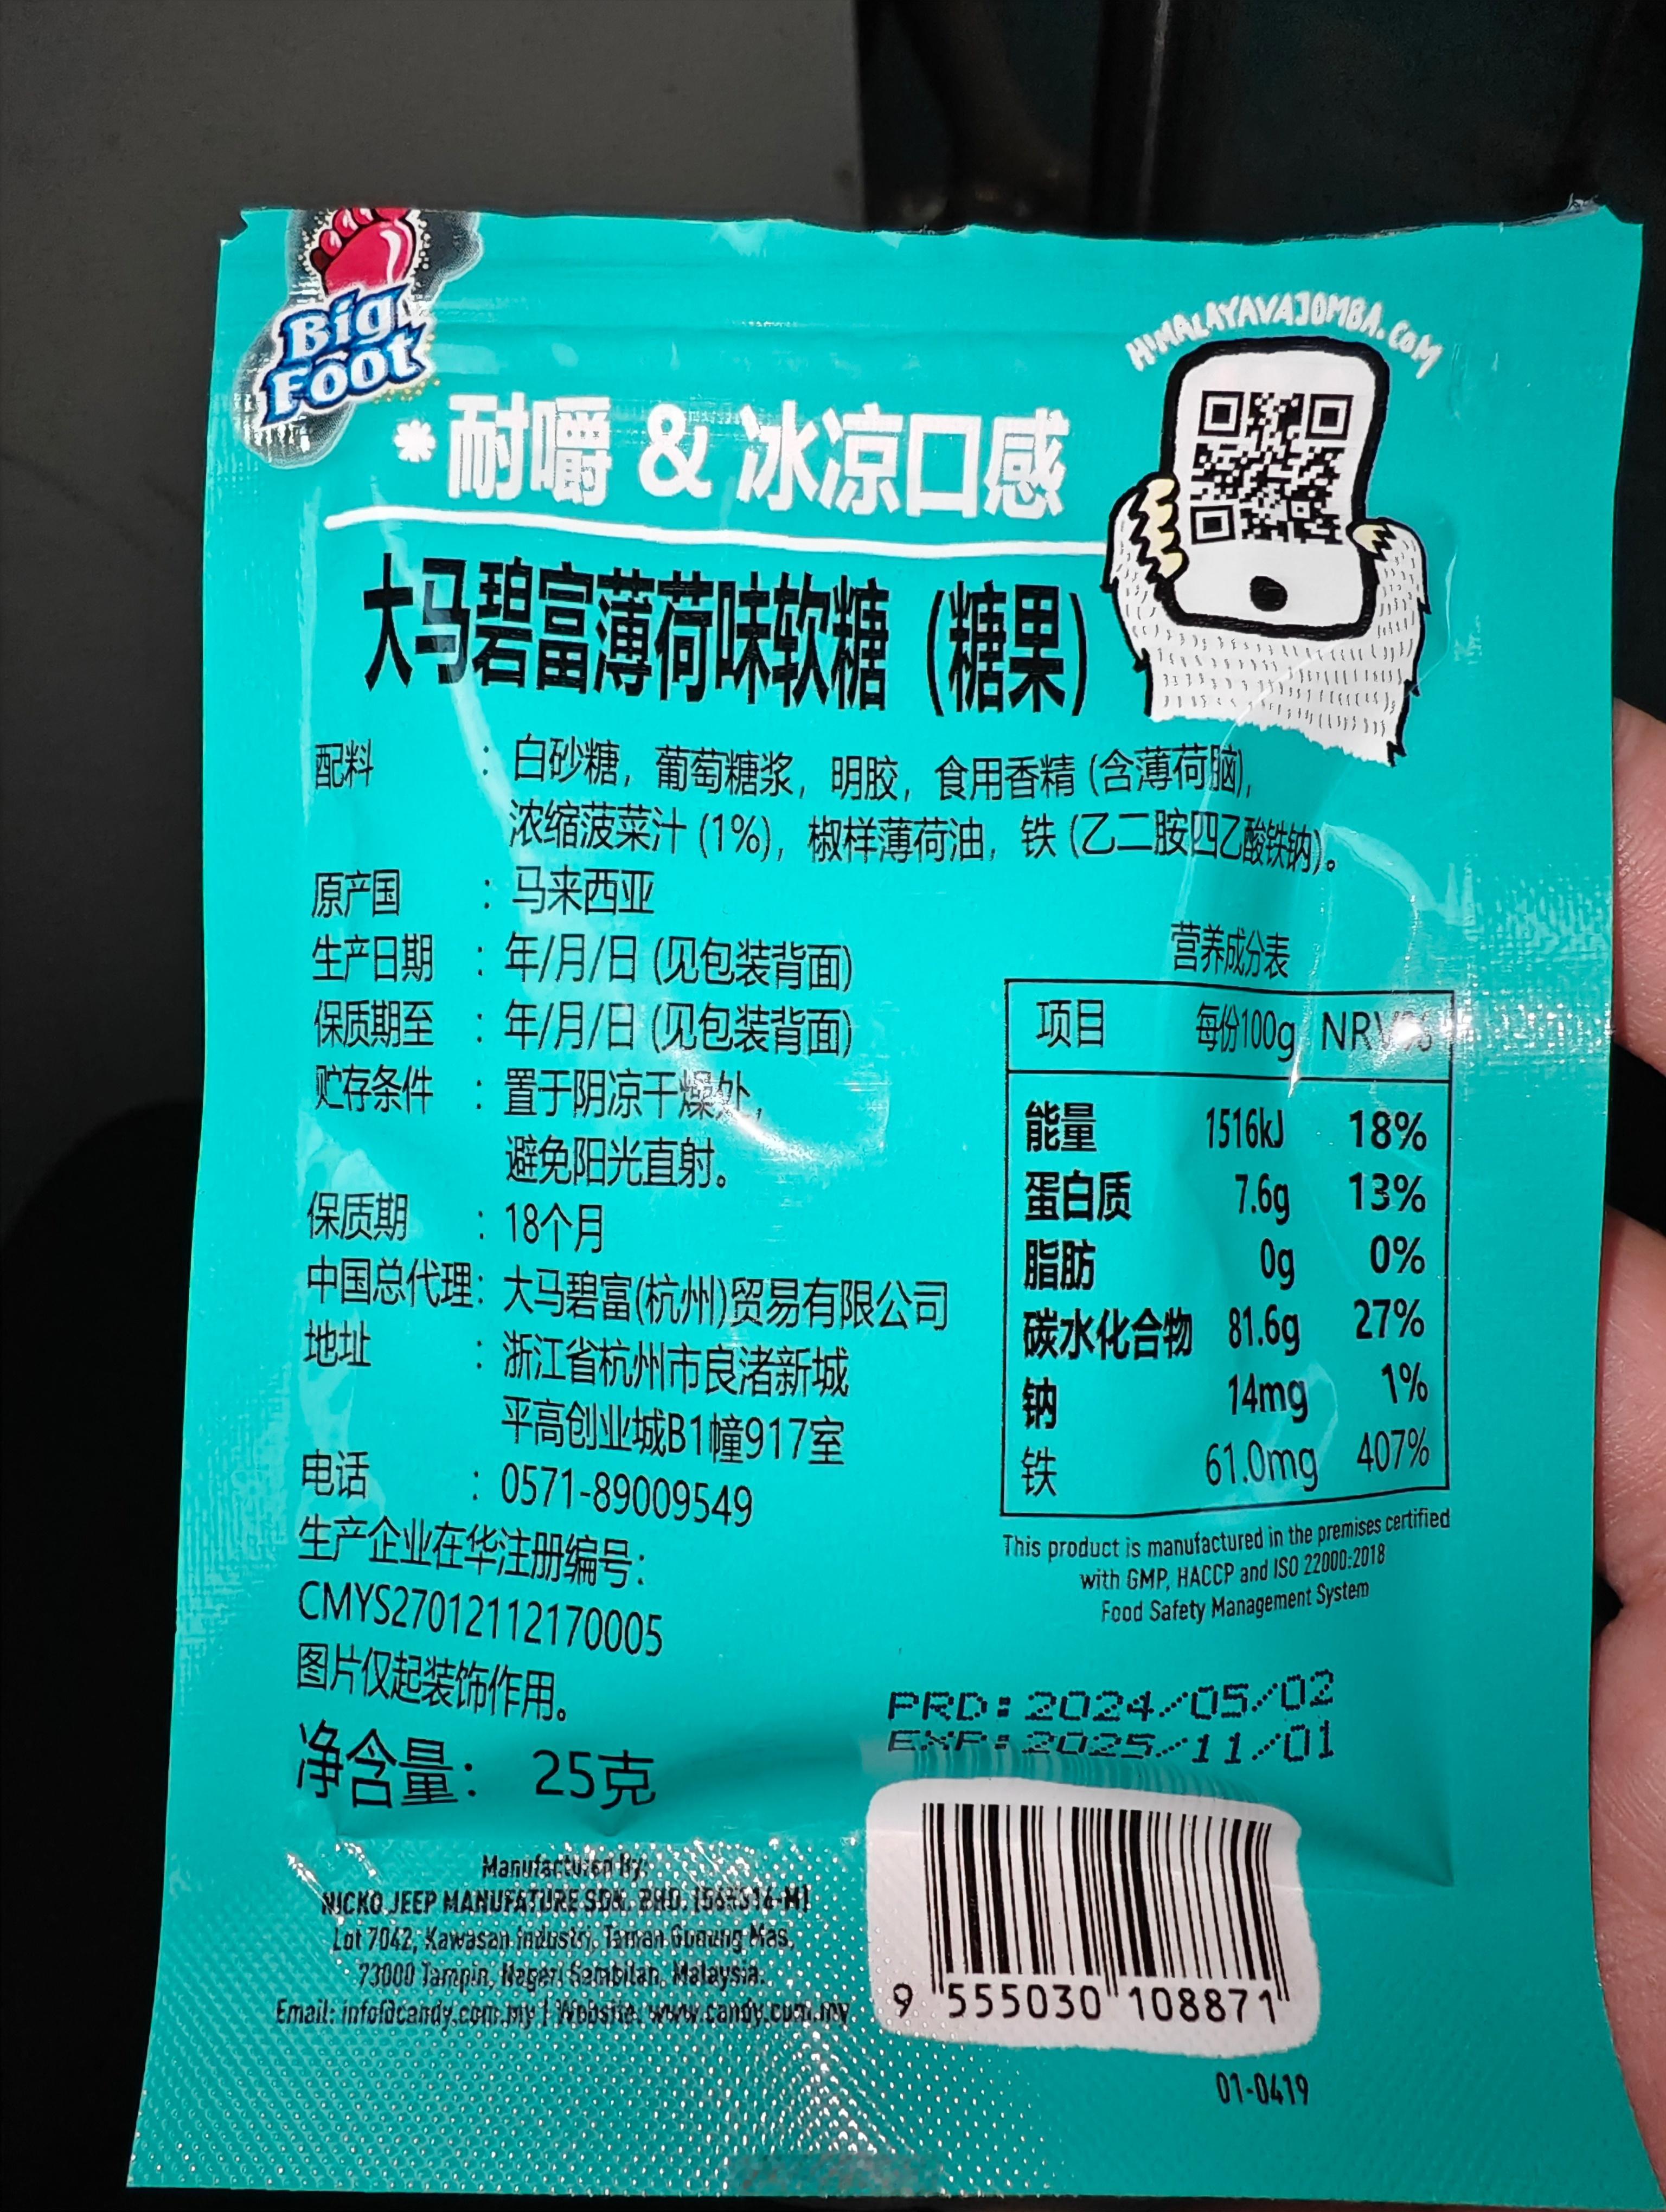 Big
Foot
HIMALAYAVAJOMBA.COM
*耐嚼 & 冰凉口感
大马碧富薄荷味软糖（糖果）
配料 : 白砂糖, 葡萄糖浆, 明胶, 食用香精 (含薄荷脑),
浓缩菠菜汁 (1%), 椒样薄荷油, 铁 (乙二胺四乙酸铁钠)。
原产国 : 马来西亚
生产日期 : 年/月/日 (见包装背面)
保质期至 : 年/月/日 (见包装背面)
贮存条件 : 置于阴凉干燥处,
避免阳光直射。
保质期 : 18个月
中国总代理: 大马碧富(杭州)贸易有限公司
地址 : 浙江省杭州市良渚新城
平高创业城B1幢917室
电话 : 0571-89009549
生产企业在华注册编号:
CMYS27012112170005
图片仅起装饰作用。
净含量: 25克
营养成分表
项目 每份100g NRV%
能量 1516kJ 18%
蛋白质 7.6g 13%
脂肪 0g 0%
碳水化合物 81.6g 27%
钠 14mg 1%
铁 61.0mg 407%
This product is manufactured in the premises certified
with GMP, HACCP and ISO 22000:2018
Food Safety Management System
PRD:2024/05/02
EXP:2025/11/01
Manufactured By:
NICKO JEEP MANUFATURE SDN. BHD.
Lot 7042, Kawasan Industri, Taman Gunung Mas,
73000 Tampin, Negeri Sembilan, Malaysia.
Email: info@candy.com.my | Website: www.candy.com.my
9 555030 108871
01-0419